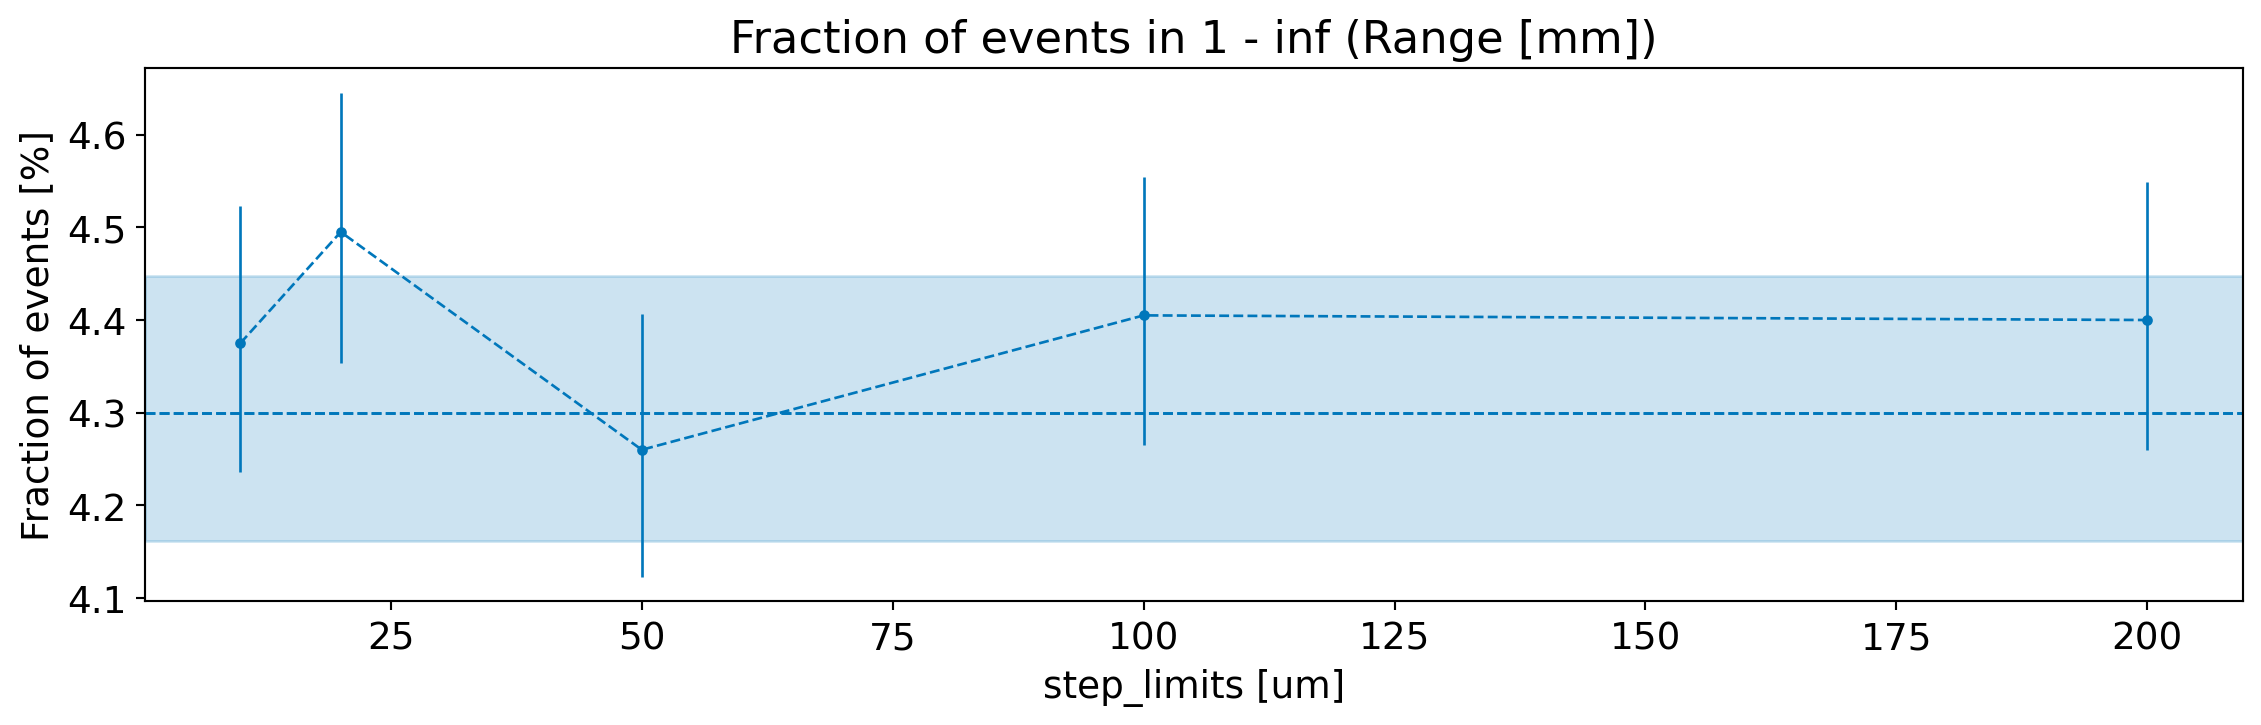 Fraction of events in 1 - inf (Range [mm])
Fraction of events [%]
4.6
4.5
4.4
4.3
4.2
4.1
25 50 75 100 125 150 175 200
step_limits [um]